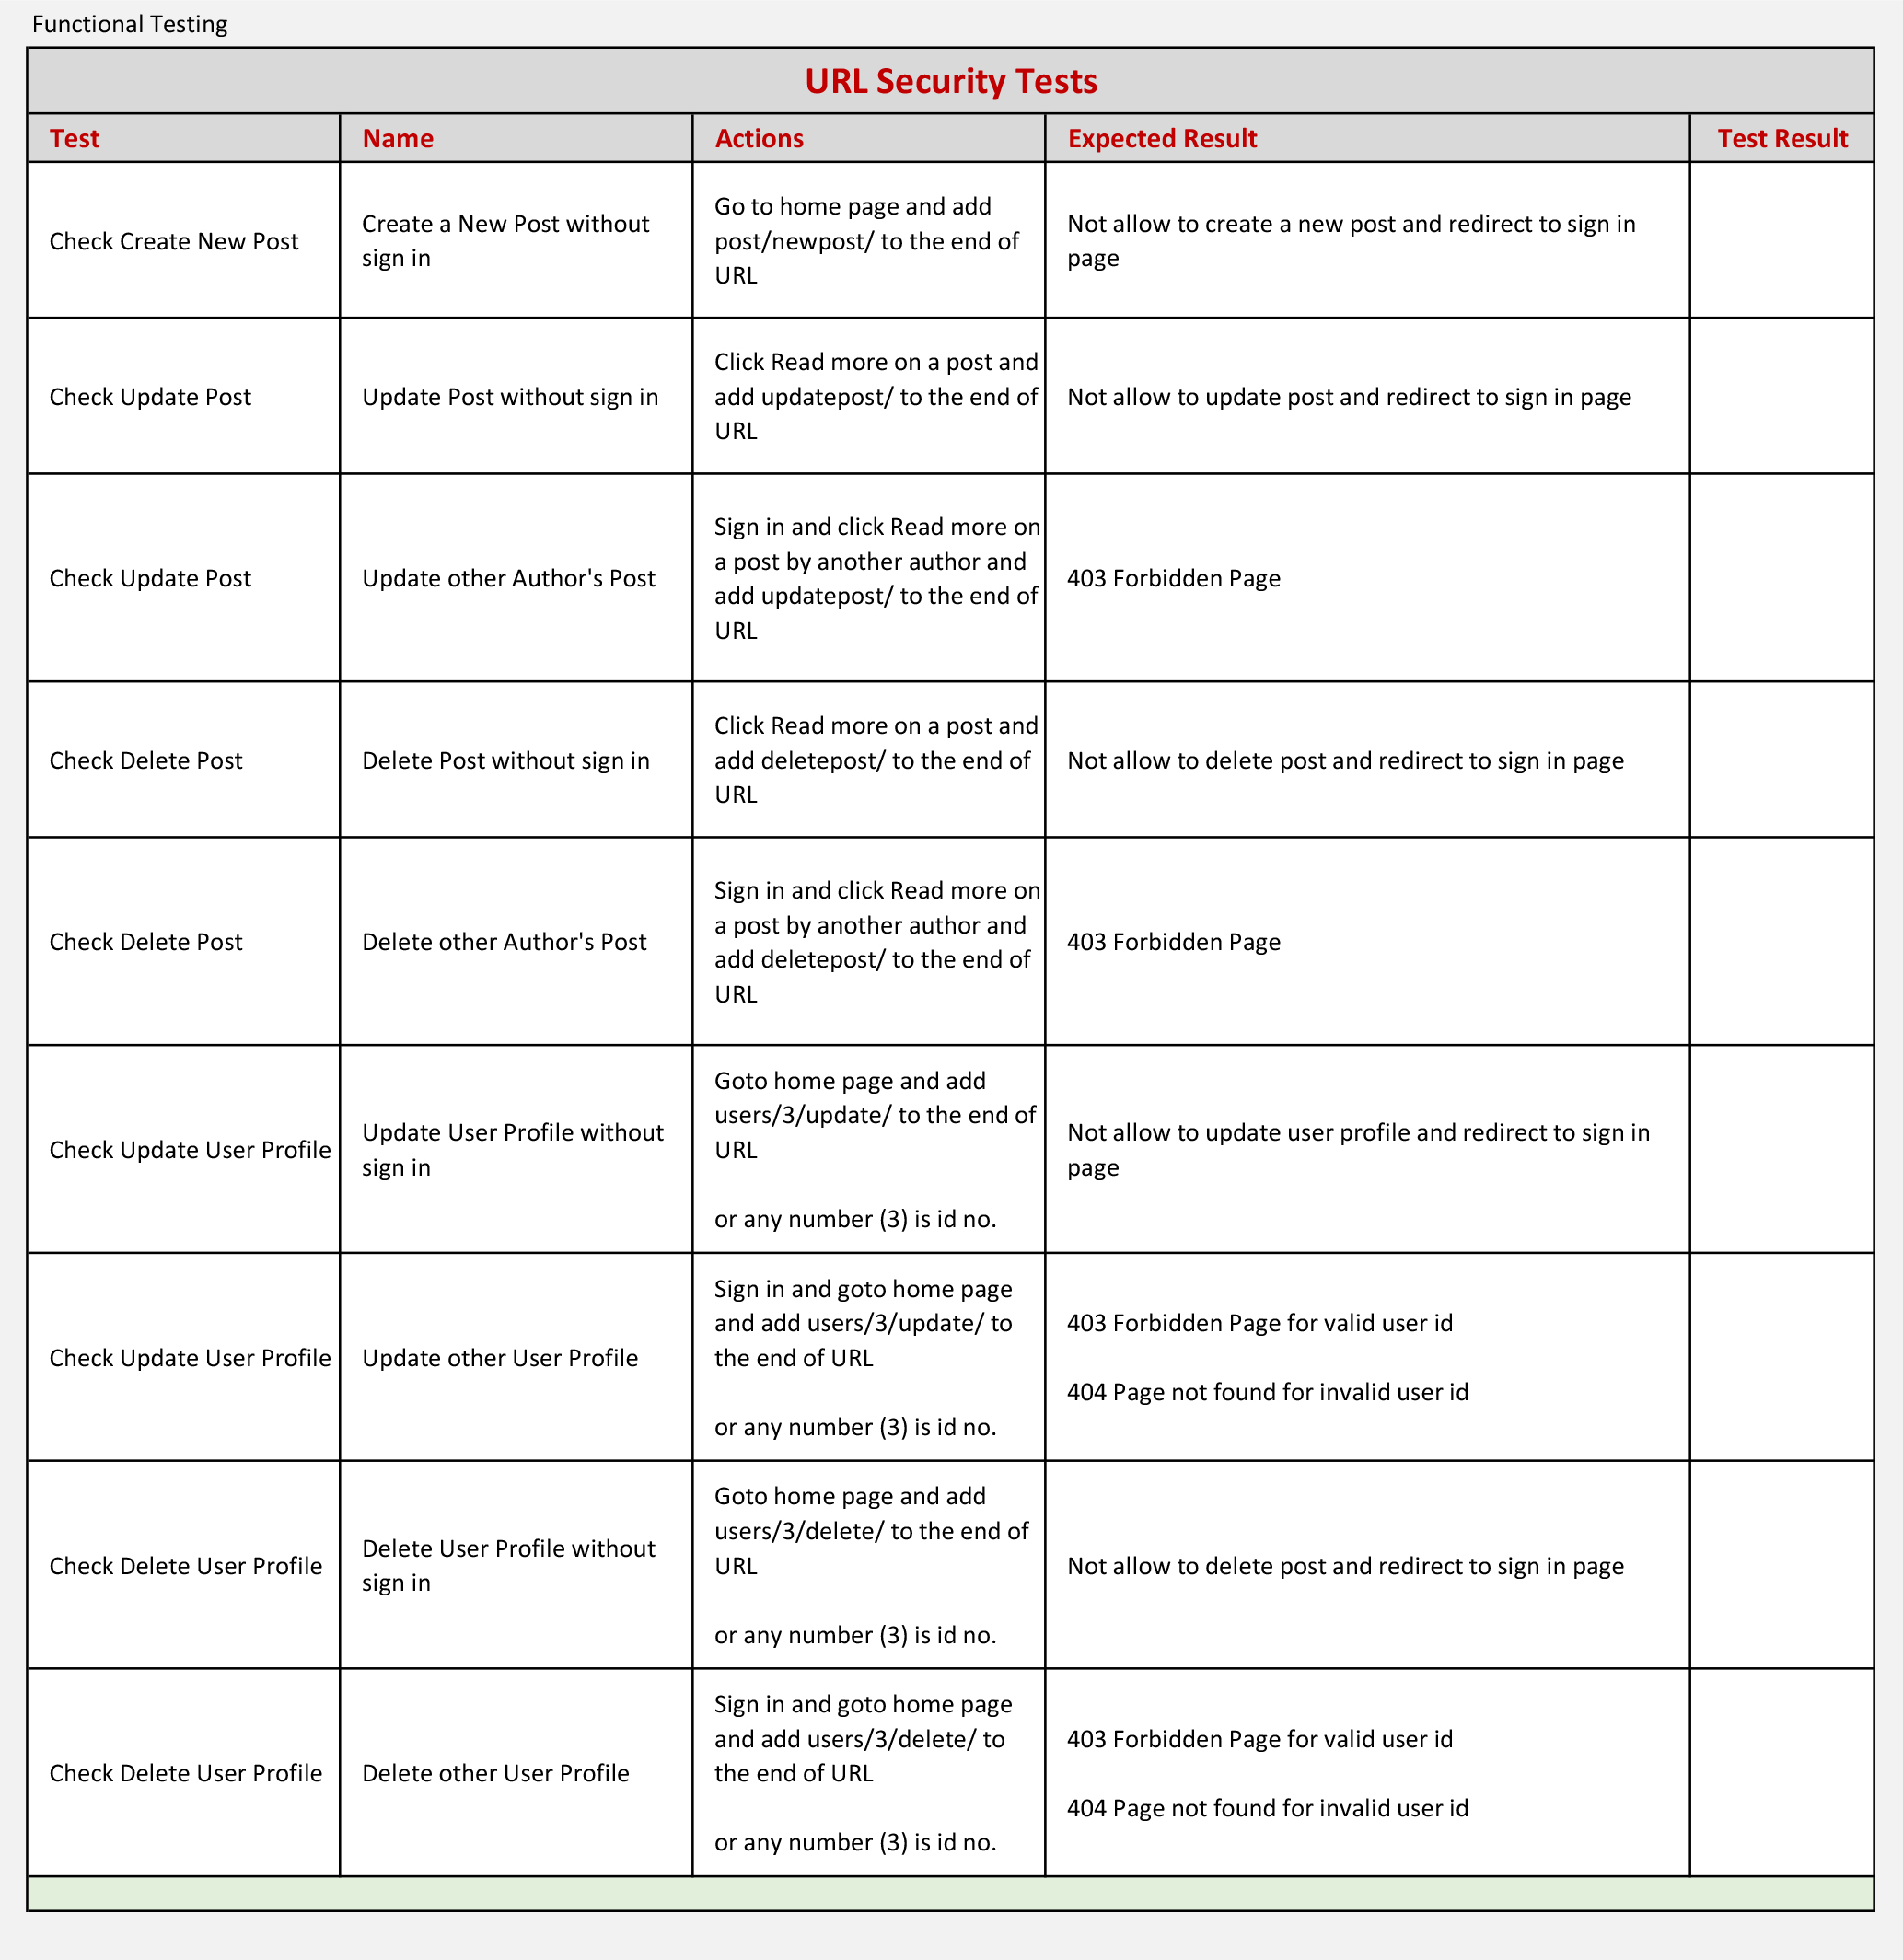 Functional Testing
URL Security Tests
Test
Name
Actions
Expected Result
Test Result
Check Create New Post
Create a New Post without
sign in
Go to home page and add
post/newpost/ to the end of
URL
Not allow to create a new post and redirect to sign in
page
Check Update Post
Update Post without sign in
Click Read more on a post and
add updatepost/ to the end of
URL
Not allow to update post and redirect to sign in page
Check Update Post
Update other Author's Post
Sign in and click Read more on
a post by another author and
add updatepost/ to the end of
URL
403 Forbidden Page
Check Delete Post
Delete Post without sign in
Click Read more on a post and
add deletepost/ to the end of
URL
Not allow to delete post and redirect to sign in page
Check Delete Post
Delete other Author's Post
Sign in and click Read more on
a post by another author and
add deletepost/ to the end of
URL
403 Forbidden Page
Check Update User Profile
Update User Profile without
sign in
Goto home page and add
users/3/update/ to the end of
URL
or any number (3) is id no.
Not allow to update user profile and redirect to sign in
page
Check Update User Profile
Update other User Profile
Sign in and goto home page
and add users/3/update/ to
the end of URL
or any number (3) is id no.
403 Forbidden Page for valid user id
404 Page not found for invalid user id
Check Delete User Profile
Delete User Profile without
sign in
Goto home page and add
users/3/delete/ to the end of
URL
or any number (3) is id no.
Not allow to delete post and redirect to sign in page
Check Delete User Profile
Delete other User Profile
Sign in and goto home page
and add users/3/delete/ to
the end of URL
or any number (3) is id no.
403 Forbidden Page for valid user id
404 Page not found for invalid user id